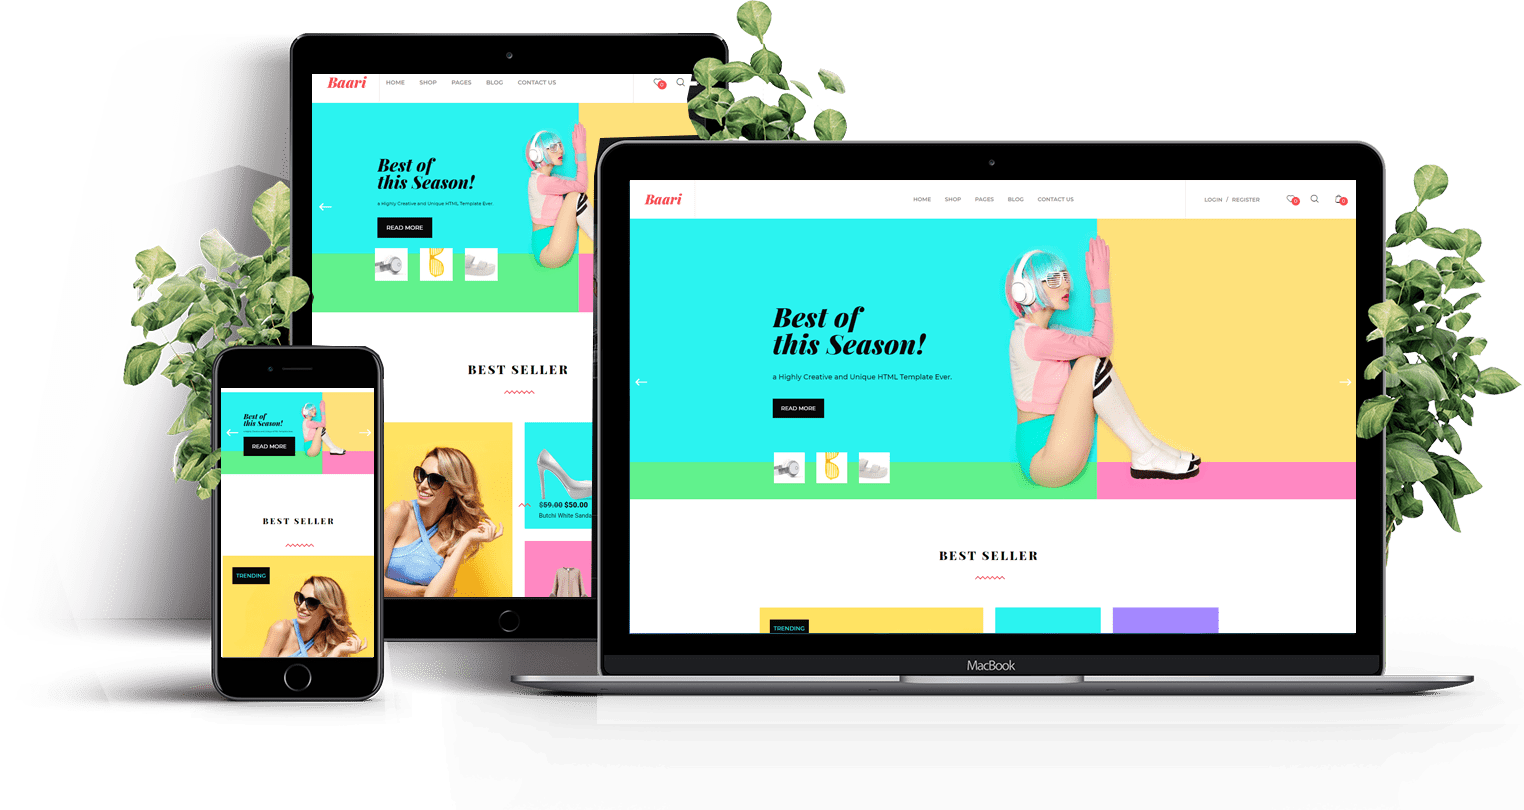 Baari
HOME SHOP PAGES BLOG CONTACT US
0
Best of
this Season!
a Highly Creative and Unique HTML Template Ever.
READ MORE
BEST SELLER
$59.00 $50.00
Butchi White Sanda
Best of
this Season!
READ MORE
BEST SELLER
TRENDING
Baari
HOME SHOP PAGES BLOG CONTACT US
LOGIN / REGISTER
0
0
Best of
this Season!
a Highly Creative and Unique HTML Template Ever.
READ MORE
BEST SELLER
TRENDING
MacBook